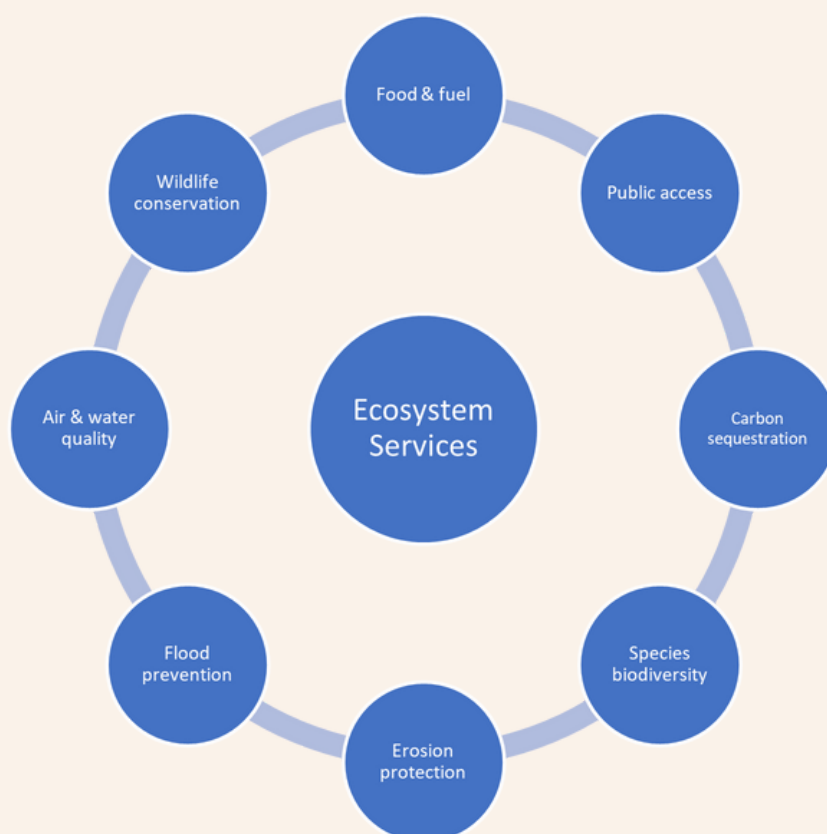 Food & fuel
Public access
Carbon
sequestration
Species
biodiversity
Erosion
protection
Flood
prevention
Air & water
quality
Wildlife
conservation
Ecosystem
Services